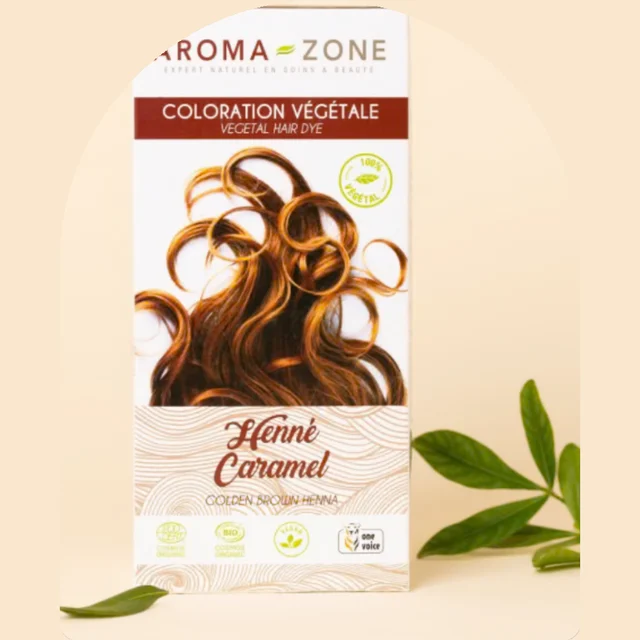 AROMA ZONE
EXPERT NATUREL EN SOINS & BEAUTÉ
COLORATION VÉGÉTALE
VEGETAL HAIR DYE
100%
VÉGÉTAL
Henné
Caramel
GOLDEN BROWN HENNA
BIO
VEGAN
one
voice